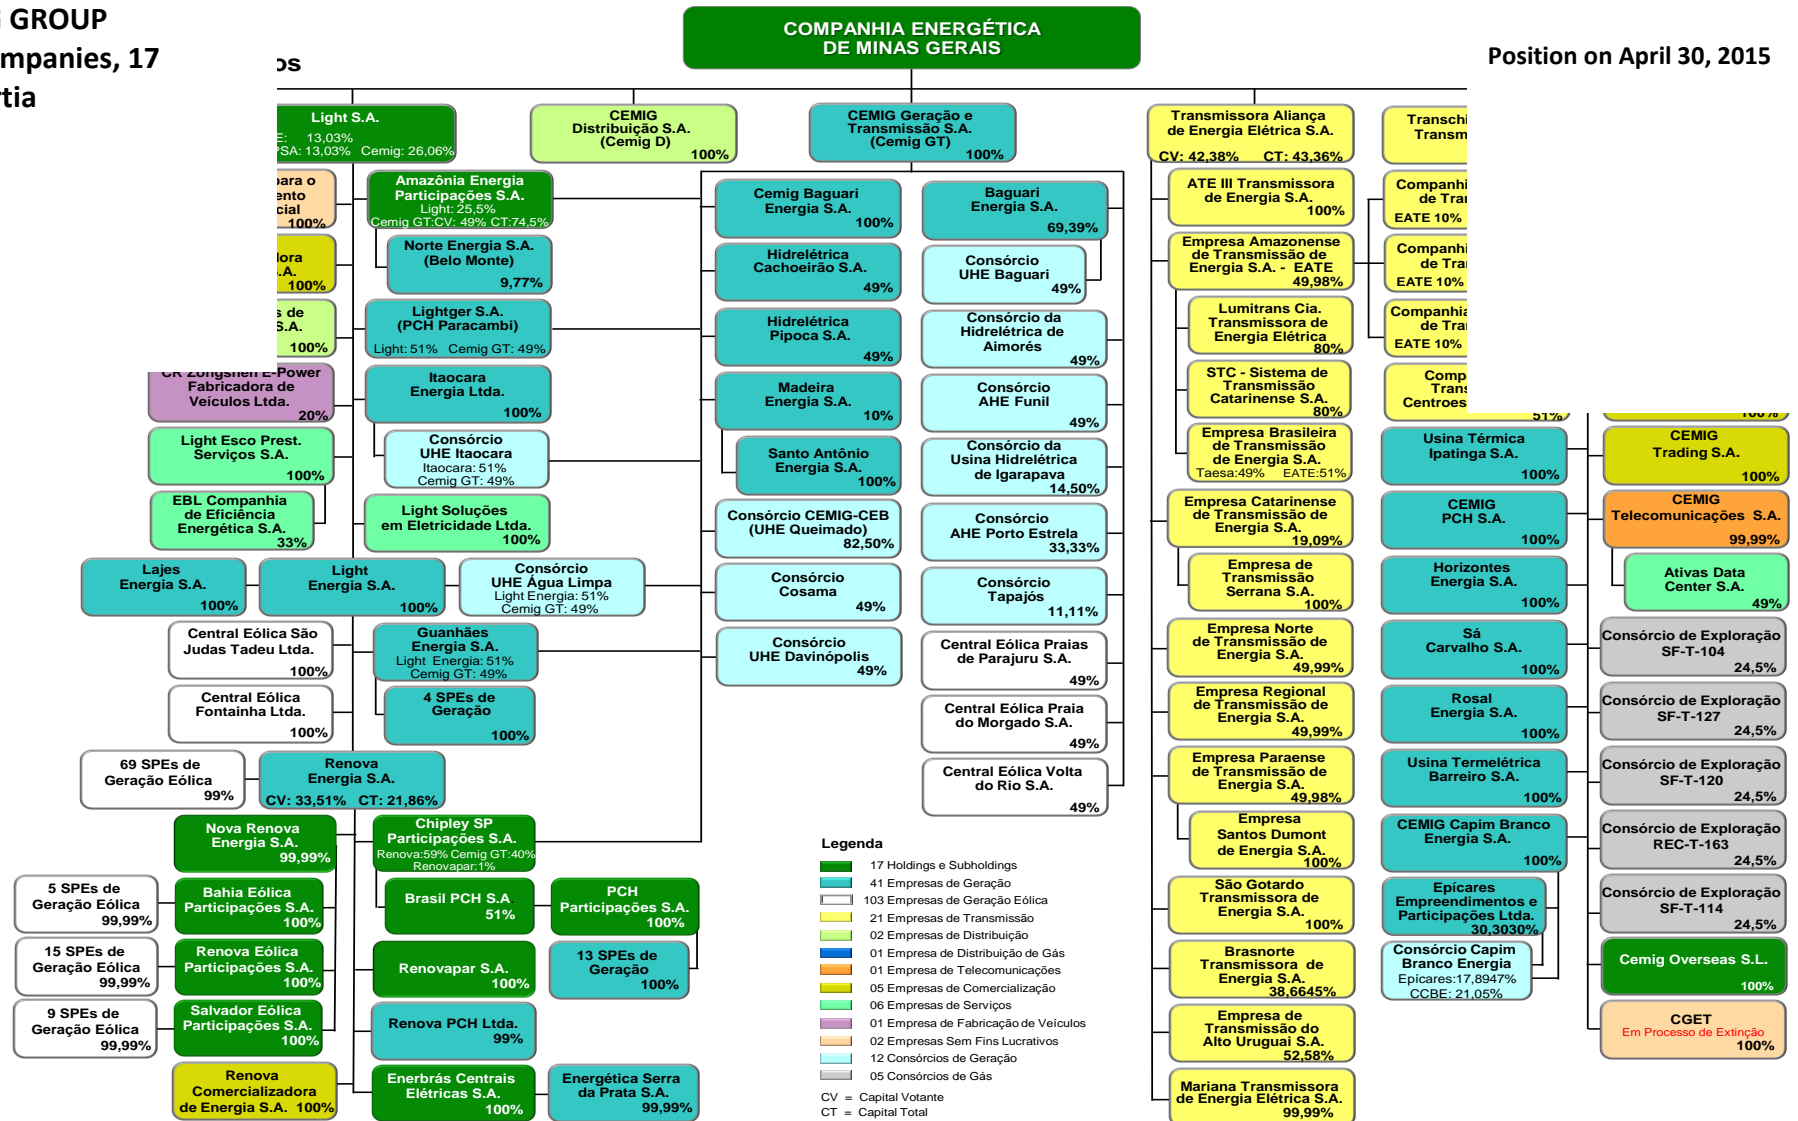 GROUP
mpanies, 17
rtia
os
COMPANHIA ENERGÉTICA
DE MINAS GERAIS
Position on April 30, 2015
Light S.A.
E: 13,03%
PSA: 13,03% Cemig: 26,06%
CEMIG
Distribuição S.A.
(Cemig D)
100%
CEMIG Geração e
Transmissão S.A.
(Cemig GT)
100%
Transmissora Aliança
de Energia Elétrica S.A.
CV: 42,38% CT: 43,36%
Transchi
Transm
para o
ento
cial
100%
dora
.A.
100%
s de
S.A.
100%
CR Zongshen E-Power
Fabricadora de
Veículos Ltda.
20%
Light Esco Prest.
Serviços S.A.
100%
EBL Companhia
de Eficiência
Energética S.A.
33%
Amazônia Energia
Participações S.A.
Light: 25,5%
Cemig GT:CV: 49% CT:74,5%
Norte Energia S.A.
(Belo Monte)
9,77%
Lightger S.A.
(PCH Paracambi)
Light: 51% Cemig GT: 49%
Itaocara
Energia Ltda.
100%
Consórcio
UHE Itaocara
Itaocara: 51%
Cemig GT: 49%
Light Soluções
em Eletricidade Ltda.
100%
Lajes
Energia S.A.
100%
Light
Energia S.A.
100%
Consórcio
UHE Água Limpa
Light Energia: 51%
Cemig GT: 49%
Central Eólica São
Judas Tadeu Ltda.
100%
Guanhães
Energia S.A.
Light Energia: 51%
Cemig GT: 49%
Central Eólica
Fontainha Ltda.
100%
4 SPEs de
Geração
100%
69 SPEs de
Geração Eólica
99%
Renova
Energia S.A.
CV: 33,51% CT: 21,86%
Nova Renova
Energia S.A.
99,99%
Chipley SP
Participações S.A.
Renova:59% Cemig GT:40%
Renovapar:1%
5 SPEs de
Geração Eólica
99,99%
Bahia Eólica
Participações S.A.
100%
Brasil PCH S.A.
51%
PCH
Participações S.A.
100%
15 SPEs de
Geração Eólica
99,99%
Renova Eólica
Participações S.A.
100%
Renovapar S.A.
100%
13 SPEs de
Geração
100%
9 SPEs de
Geração Eólica
99,99%
Salvador Eólica
Participações S.A.
100%
Renova PCH Ltda.
99%
Renova
Comercializadora
de Energia S.A. 100%
Enerbrás Centrais
Elétricas S.A.
100%
Energética Serra
da Prata S.A.
99,99%
Cemig Baguari
Energia S.A.
100%
Hidrelétrica
Cachoeirão S.A.
49%
Hidrelétrica
Pipoca S.A.
49%
Madeira
Energia S.A.
10%
Santo Antônio
Energia S.A.
100%
Consórcio CEMIG-CEB
(UHE Queimado)
82,50%
Consórcio
Cosama
49%
Consórcio
UHE Davinópolis
49%
Baguari
Energia S.A.
69,39%
Consórcio
UHE Baguari
49%
Consórcio da
Hidrelétrica de
Aimorés
49%
Consórcio
AHE Funil
49%
Consórcio da
Usina Hidrelétrica
de Igarapava
14,50%
Consórcio
AHE Porto Estrela
33,33%
Consórcio
Tapajós
11,11%
Central Eólica Praias
de Parajuru S.A.
49%
Central Eólica Praia
do Morgado S.A.
49%
Central Eólica Volta
do Rio S.A.
49%
Legenda
17 Holdings e Subholdings
41 Empresas de Geração
103 Empresas de Geração Eólica
21 Empresas de Transmissão
02 Empresas de Distribuição
01 Empresa de Distribuição de Gás
01 Empresa de Telecomunicações
05 Empresas de Comercialização
06 Empresas de Serviços
01 Empresa de Fabricação de Veículos
02 Empresas Sem Fins Lucrativos
12 Consórcios de Geração
05 Consórcios de Gás
CV = Capital Votante
CT = Capital Total
ATE III Transmissora
de Energia S.A.
100%
Empresa Amazonense
de Transmissão de
Energia S.A. - EATE
49,98%
Lumitrans Cia.
Transmissora de
Energia Elétrica
80%
STC - Sistema de
Transmissão
Catarinense S.A.
80%
Empresa Brasileira
de Transmissão
de Energia S.A.
Taesa:49% EATE:51%
Empresa Catarinense
de Transmissão de
Energia S.A.
19,09%
Empresa de
Transmissão
Serrana S.A.
100%
Empresa Norte
de Transmissão de
Energia S.A.
49,99%
Empresa Regional
de Transmissão de
Energia S.A.
49,99%
Empresa Paraense
de Transmissão de
Energia S.A.
49,98%
Empresa
Santos Dumont
de Energia S.A.
100%
São Gotardo
Transmissora de
Energia S.A.
100%
Brasnorte
Transmissora de
Energia S.A.
38,6645%
Empresa de
Transmissão do
Alto Uruguai S.A.
52,58%
Mariana Transmissora
de Energia Elétrica S.A.
99,99%
Companhi
de Tra
EATE 10%
Companhi
de Tra
EATE 10%
Companhia
de Tra
EATE 10%
Comp
Trans
Centroes
51%
100%
Usina Térmica
Ipatinga S.A.
100%
CEMIG
PCH S.A.
100%
Horizontes
Energia S.A.
100%
Sá
Carvalho S.A.
100%
Rosal
Energia S.A.
100%
Usina Termelétrica
Barreiro S.A.
100%
CEMIG Capim Branco
Energia S.A.
100%
Epícares
Empreendimentos e
Participações Ltda.
30,3030%
Consórcio Capim
Branco Energia
Epícares:17,8947%
CCBE: 21,05%
CEMIG
Trading S.A.
100%
CEMIG
Telecomunicações S.A.
99,99%
Ativas Data
Center S.A.
49%
Consórcio de Exploração
SF-T-104
24,5%
Consórcio de Exploração
SF-T-127
24,5%
Consórcio de Exploração
SF-T-120
24,5%
Consórcio de Exploração
REC-T-163
24,5%
Consórcio de Exploração
SF-T-114
24,5%
Cemig Overseas S.L.
100%
CGET
Em Processo de Extinção
100%